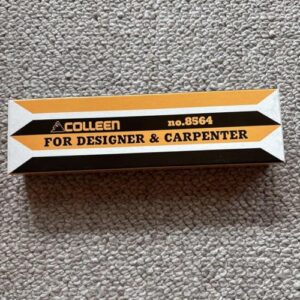 COLLEEN no.8564
FOR DESIGNER & CARPENTER